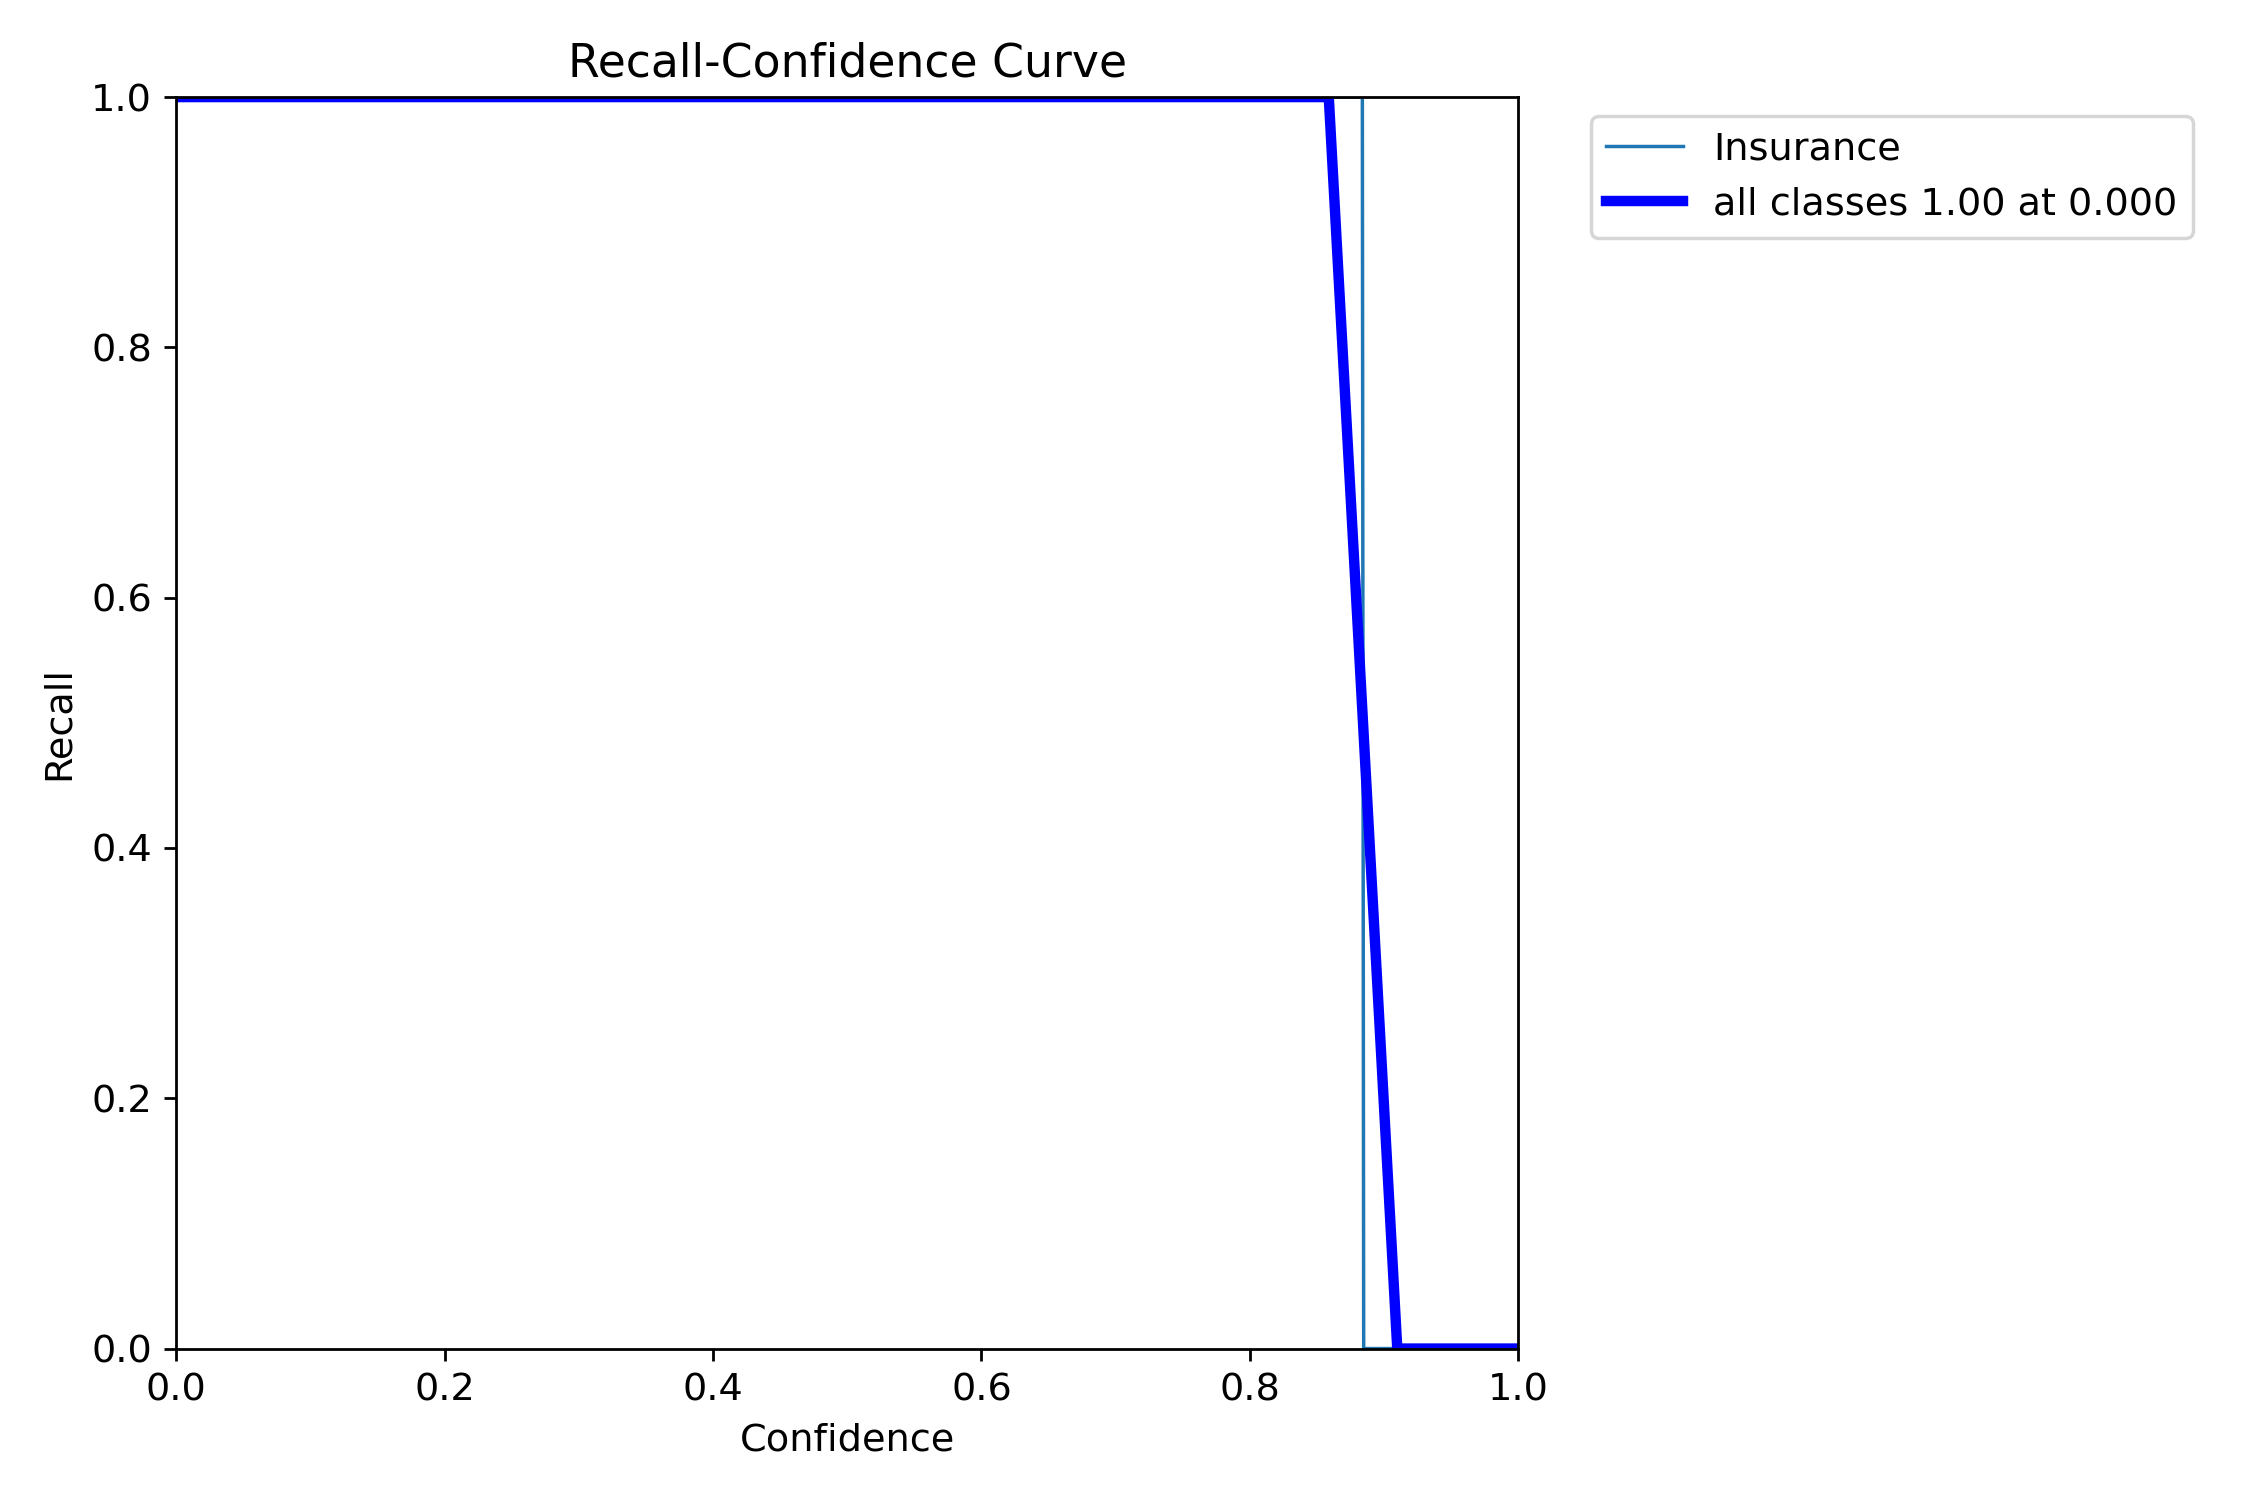 Recall-Confidence Curve
1.0
0.8
0.6
0.4
0.2
0.0
Recall
0.0 0.2 0.4 0.6 0.8 1.0
Confidence
Insurance
all classes 1.00 at 0.000